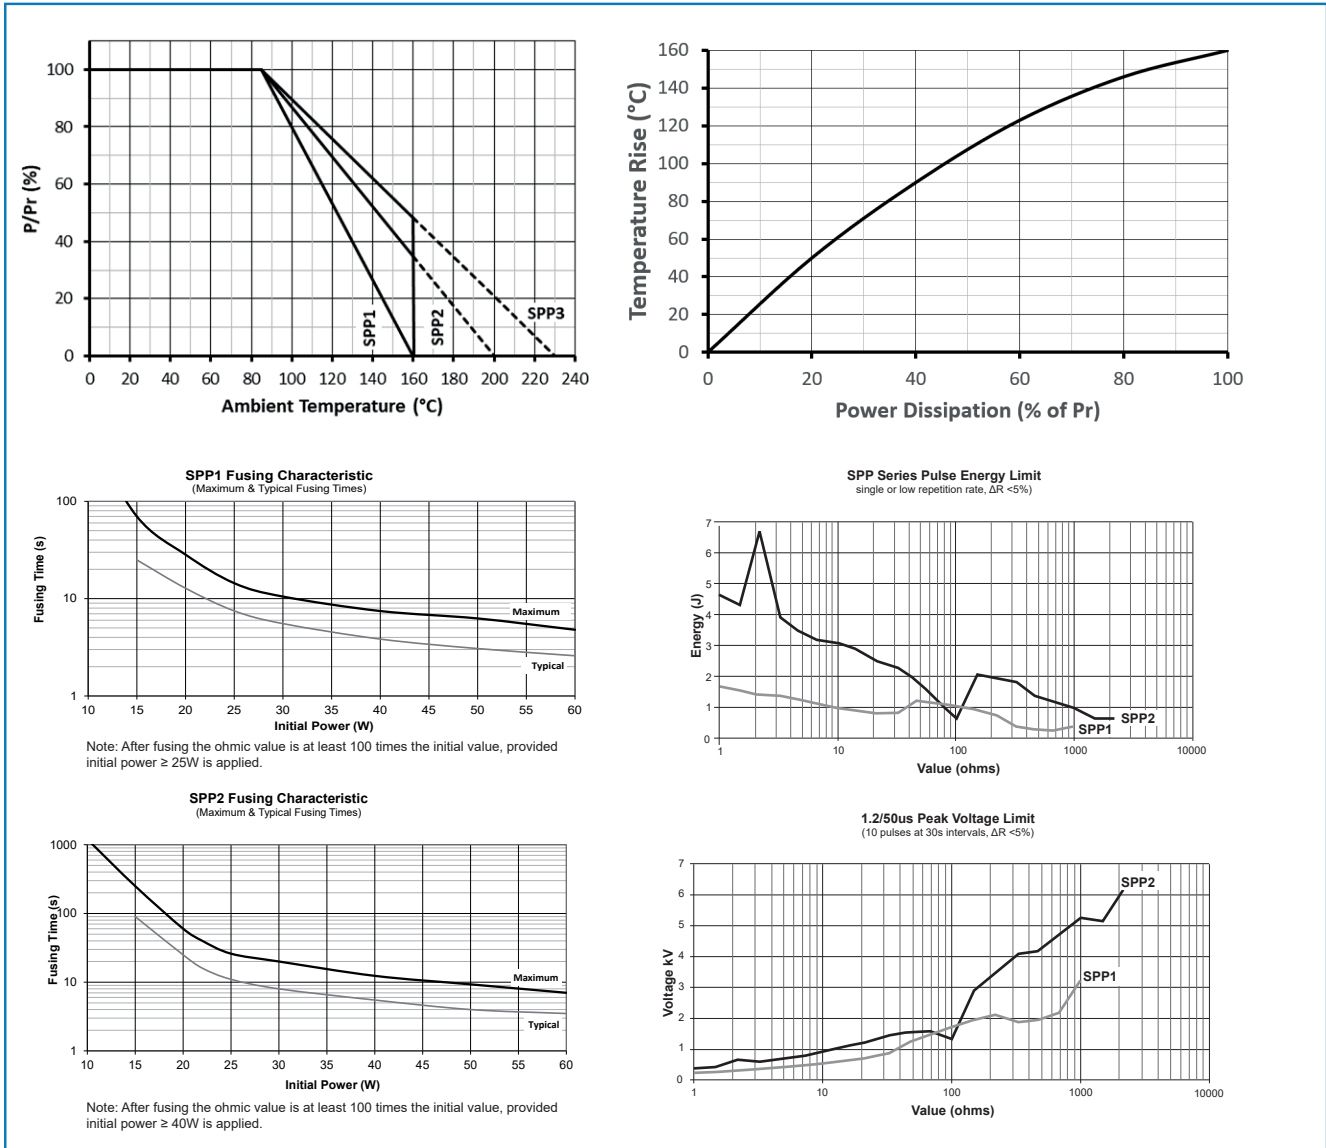 100
80
60
40
20
0
P/Pr (%)
SPP1
SPP2
SPP3
0 20 40 60 80 100 120 140 160 180 200 220 240
Ambient Temperature (°C)
160
140
120
100
80
60
40
20
0
Temperature Rise (°C)
0 20 40 60 80 100
Power Dissipation (% of Pr)
SPP1 Fusing Characteristic
(Maximum & Typical Fusing Times)
100
10
1
Fusing Time (s)
Maximum
Typical
10 15 20 25 30 35 40 45 50 55 60
Initial Power (W)
Note: After fusing the ohmic value is at least 100 times the initial value, provided
initial power ≥ 25W is applied.
SPP Series Pulse Energy Limit
single or low repetition rate, ΔR <5%)
7
6
5
4
3
2
1
0
Energy (J)
SPP2
SPP1
1 10 100 1000 10000
Value (ohms)
SPP2 Fusing Characteristic
(Maximum & Typical Fusing Times)
1000
100
10
1
Fusing Time (s)
Maximum
Typical
10 15 20 25 30 35 40 45 50 55 60
Initial Power (W)
Note: After fusing the ohmic value is at least 100 times the initial value, provided
initial power ≥ 40W is applied.
1.2/50us Peak Voltage Limit
(10 pulses at 30s intervals, ΔR <5%)
7
6
5
4
3
2
1
0
Voltage kV
SPP2
SPP1
1 10 100 1000 10000
Value (ohms)